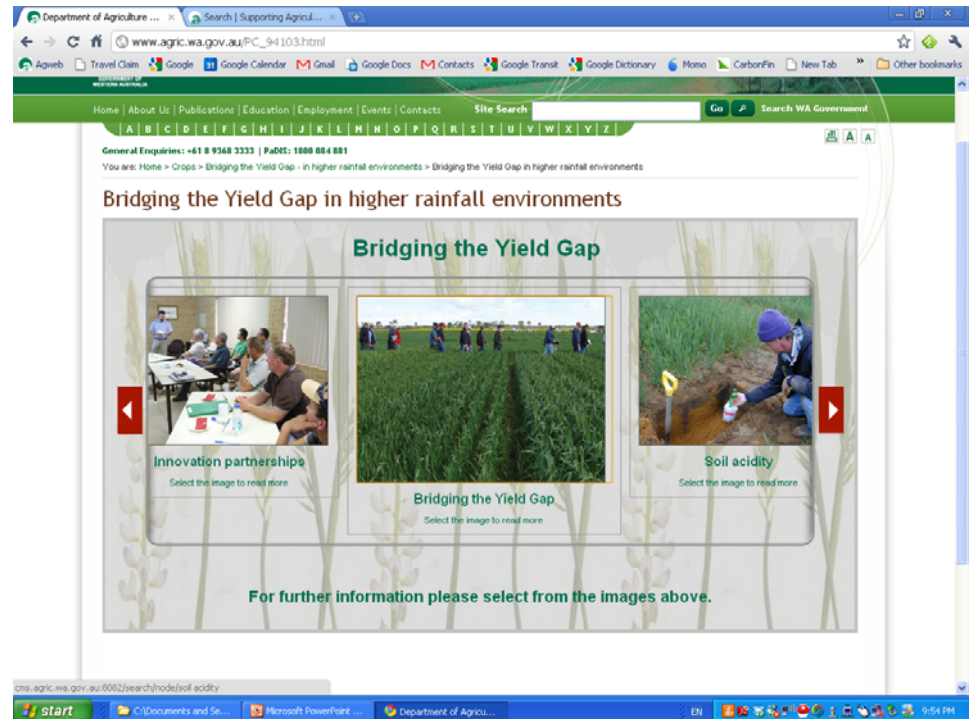 Department of Agriculture ...
Search | Supporting Agricul...
www.agric.wa.gov.au/PC_94103.html
Agweb Travel Claim Google Google Calendar Gmail Google Docs Contacts Google Transit Google Dictionary Momo CarbonFin New Tab » Other bookmarks
GOVERNMENT OF
WESTERN AUSTRALIA
Home | About Us | Publications | Education | Employment | Events | Contacts Site Search Go Search WA Government
| A | B | C | D | E | F | G | H | I | J | K | L | M | N | O | P | Q | R | S | T | U | V | W | X | Y | Z |
A A
General Enquiries: +61 8 9368 3333 | PaDIS: 1800 084 881
You are: Home > Crops > Bridging the Yield Gap - in higher rainfall environments > Bridging the Yield Gap in higher rainfall environments
Bridging the Yield Gap in higher rainfall environments
Bridging the Yield Gap
Innovation partnerships
Select the image to read more
Bridging the Yield Gap
Select the image to read more
Soil acidity
Select the image to read more
For further information please select from the images above.
cms.agric.wa.gov.au:8082/search/node/soil acidity
start C:\Documents and Se... Microsoft PowerPoint ... Department of Agricu... EN 9:54 PM